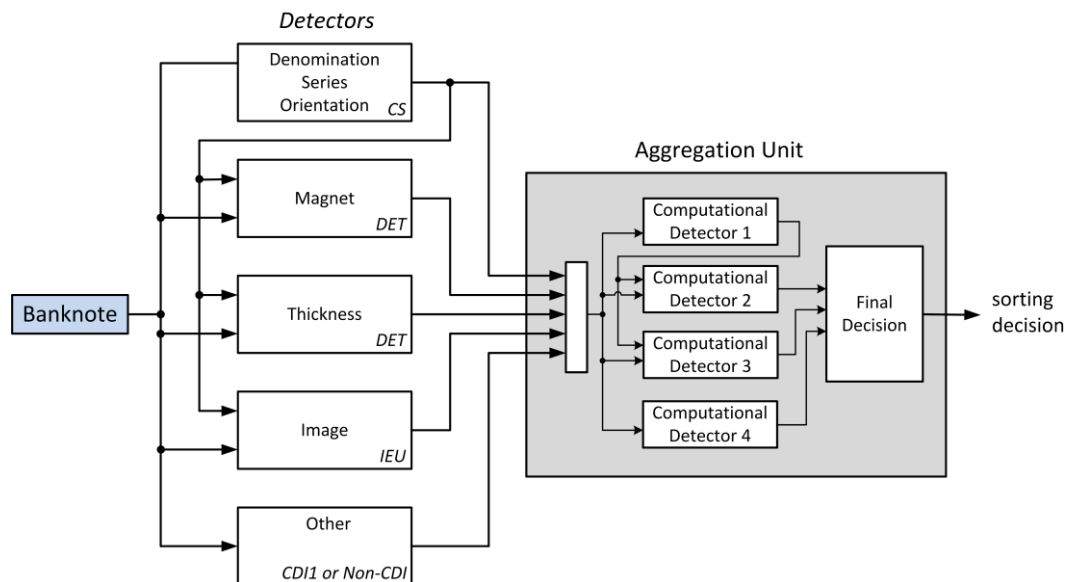 Detectors
Denomination
Series
Orientation
CS
Magnet
DET
Thickness
DET
Image
IEU
Other
CDI1 or Non-CDI
Banknote
Aggregation Unit
Computational
Detector 1
Computational
Detector 2
Computational
Detector 3
Computational
Detector 4
Final
Decision
sorting
decision